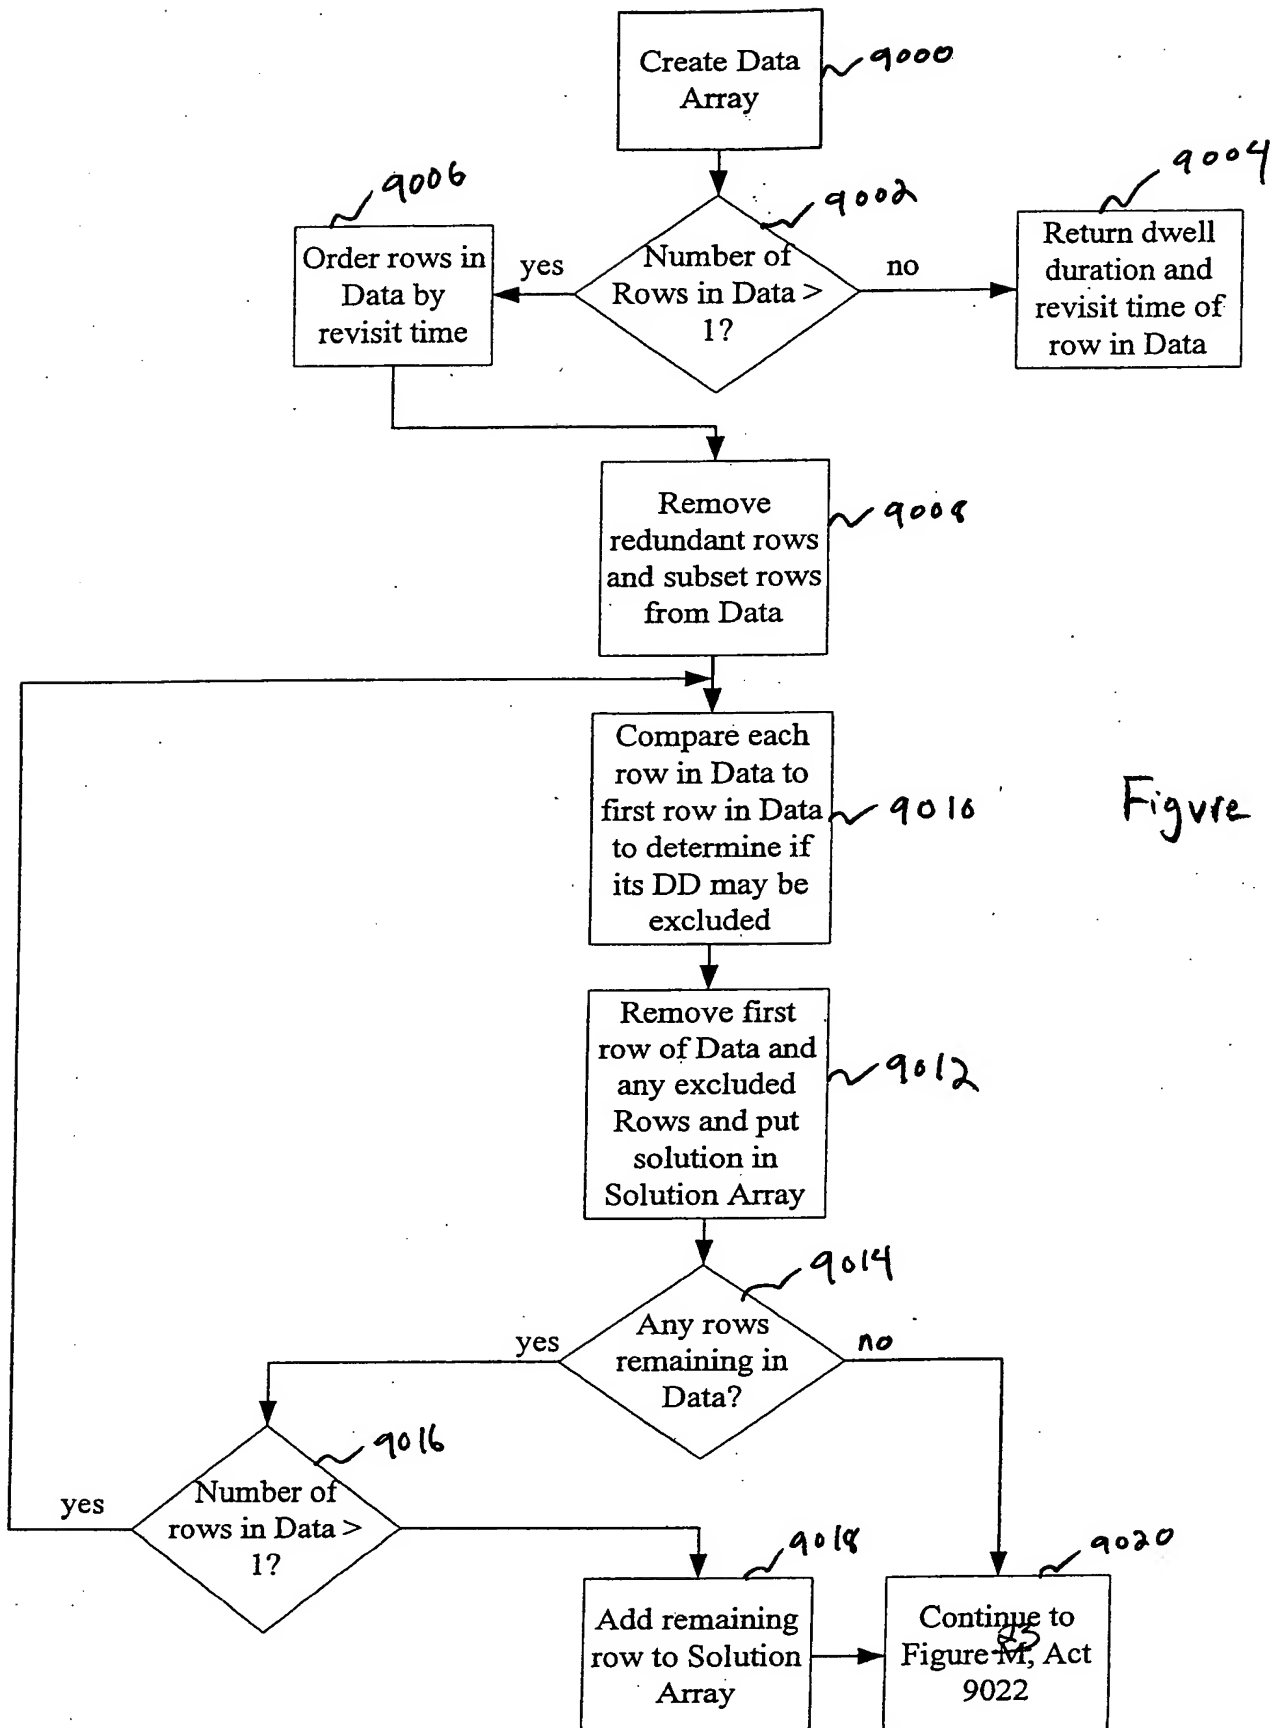 Create Data
Array
9000
9006
9002
9004
Order rows in
Data by
revisit time
yes
Number of
Rows in Data >
1?
no
Return dwell
duration and
revisit time of
row in Data
Remove
redundant rows
and subset rows
from Data
9008
Compare each
row in Data to
first row in Data
to determine if
its DD may be
excluded
9010
Figure
Remove first
row of Data and
any excluded
Rows and put
solution in
Solution Array
9012
9014
yes
Any rows
remaining in
Data?
no
9016
yes
Number of
rows in Data >
1?
9018
9020
Add remaining
row to Solution
Array
Continue to
23
Figure M, Act
9022